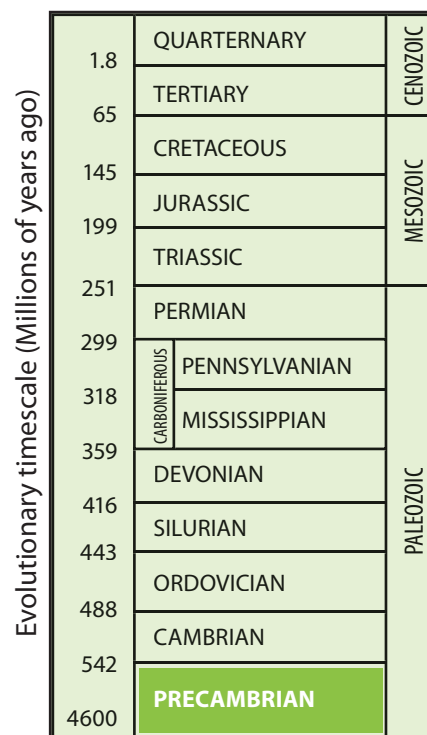 Evolutionary timescale (Millions of years ago)
QUARTERNARY
1.8
TERTIARY
65
CRETACEOUS
145
JURASSIC
199
TRIASSIC
251
PERMIAN
299
CARBONIFEROUS
PENNSYLVANIAN
318
MISSISSIPPIAN
359
DEVONIAN
416
SILURIAN
443
ORDOVICIAN
488
CAMBRIAN
542
PRECAMBRIAN
4600
CENOZOIC
MESOZOIC
PALEOZOIC